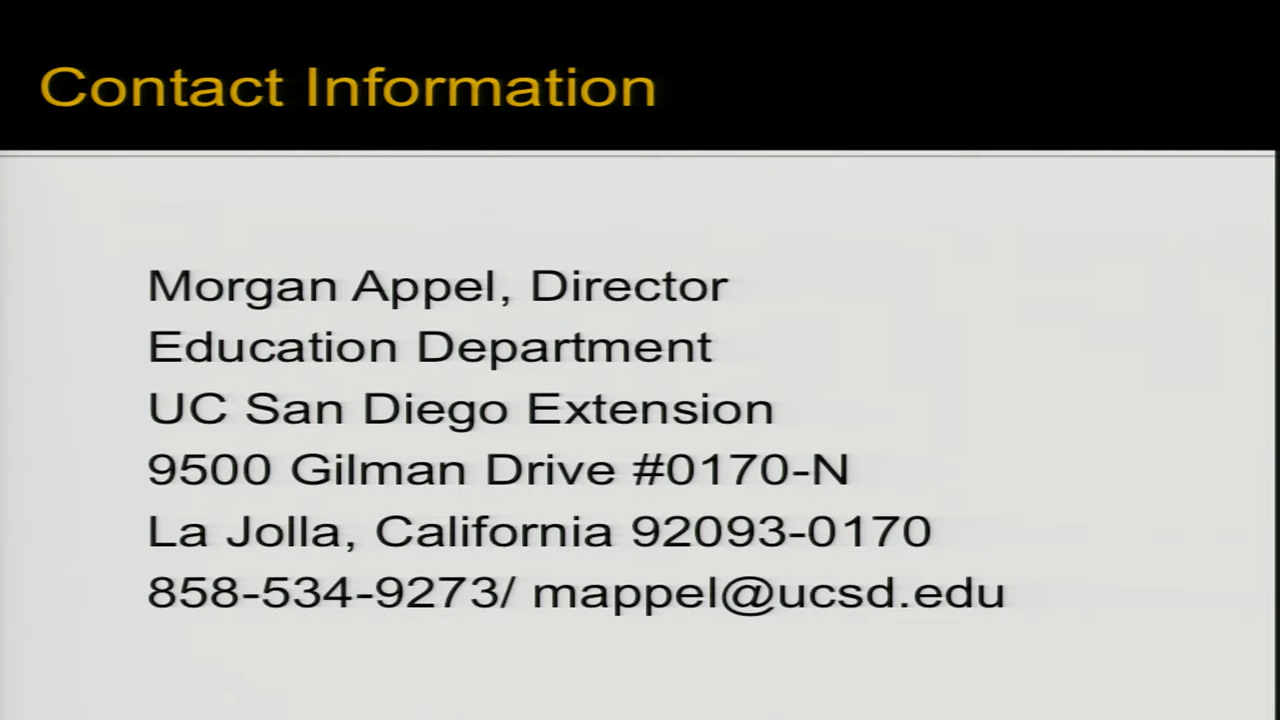 Contact Information
Morgan Appel, Director
Education Department
UC San Diego Extension
9500 Gilman Drive #0170-N
La Jolla, California 92093-0170
858-534-9273/ mappel@ucsd.edu